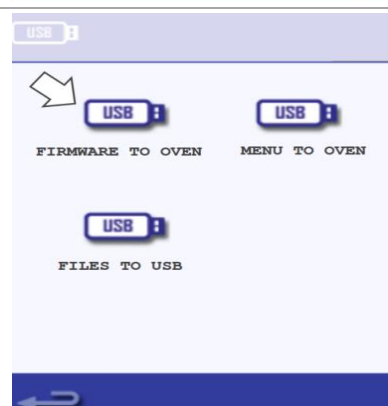 USB
USB USB
FIRMWARE TO OVEN MENU TO OVEN
USB
FILES TO USB